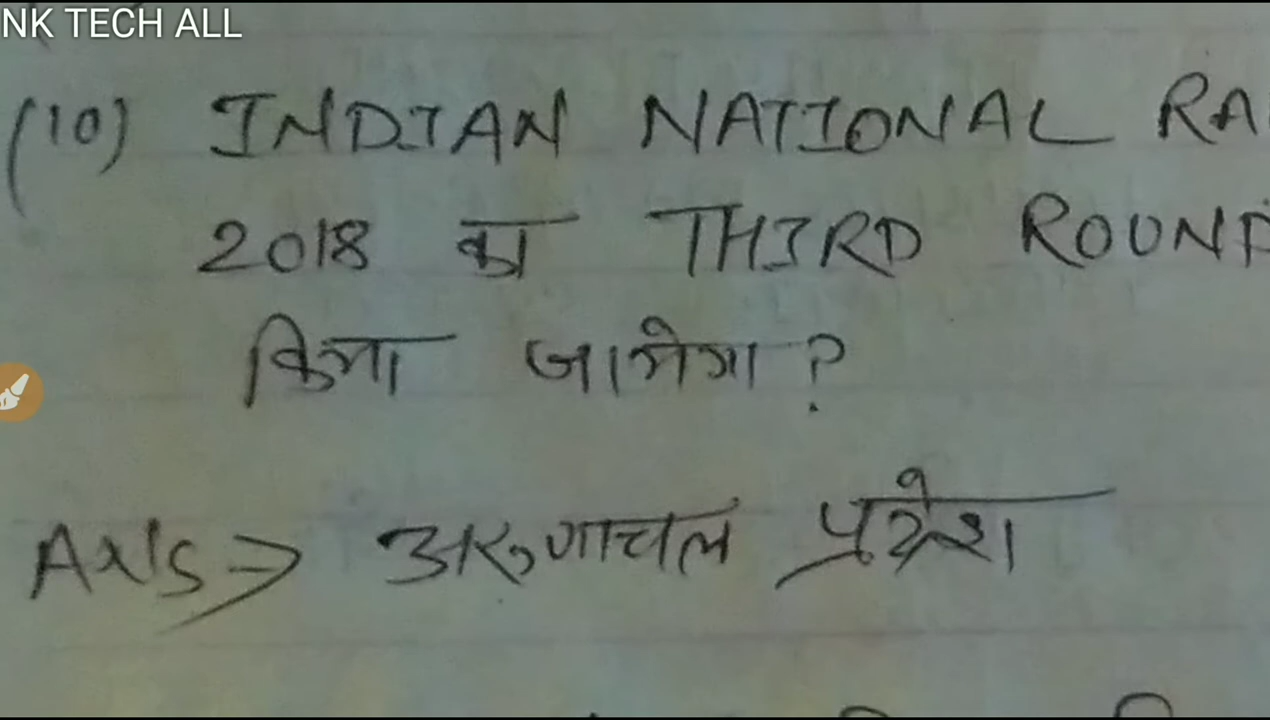 NK TECH ALL
(10) INDIAN NATIONAL RA
2018 का THIRD ROUND
किया जायेगा ?
Ans ⇒ अरुणाचल प्रदेश